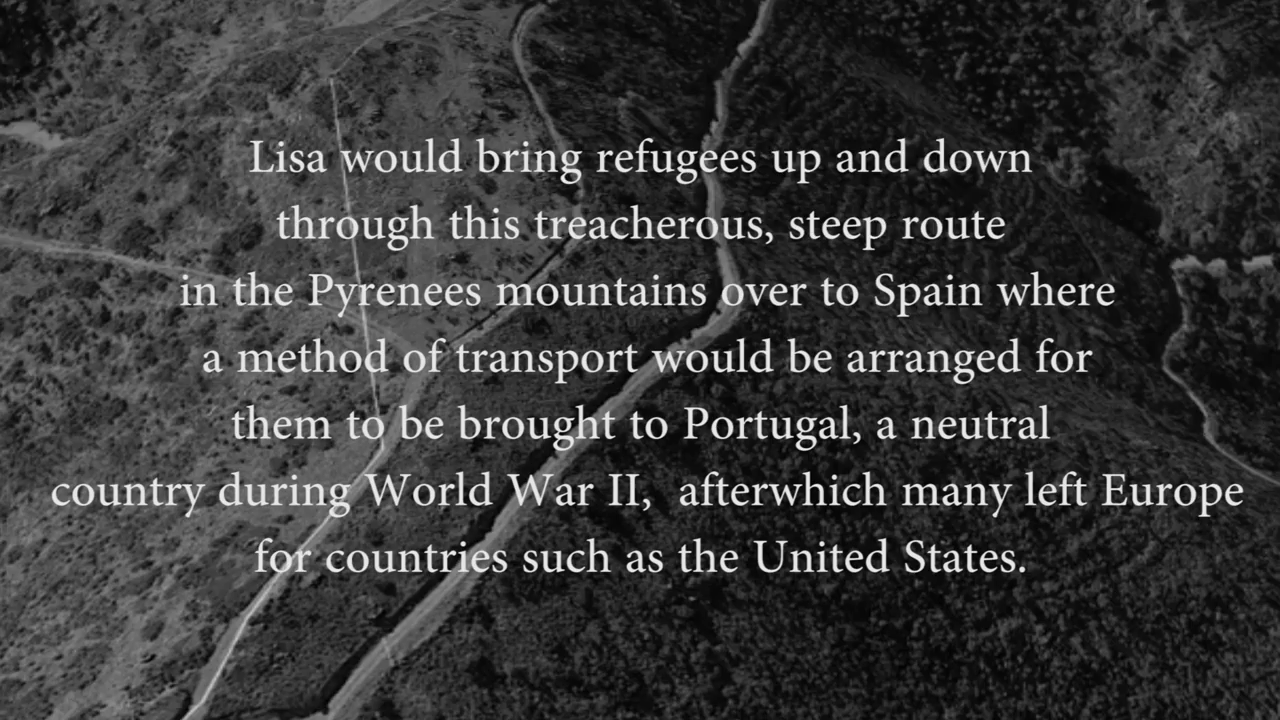 Lisa would bring refugees up and down
through this treacherous, steep route
in the Pyrenees mountains over to Spain where
a method of transport would be arranged for
them to be brought to Portugal, a neutral
country during World War II,  afterwhich many left Europe
for countries such as the United States.